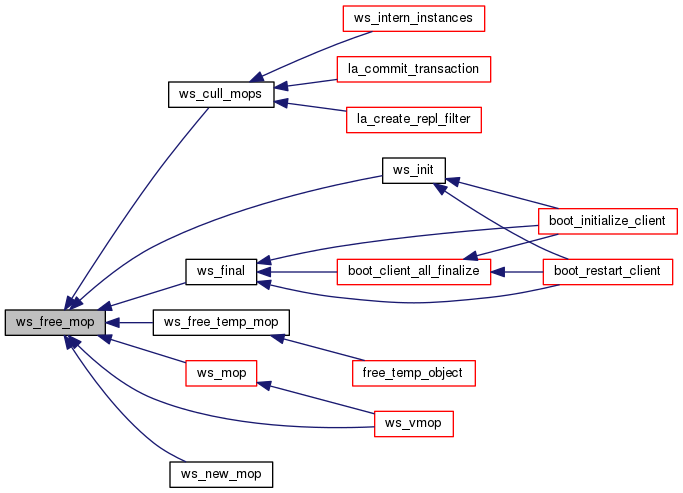 ws_intern_instances
la_commit_transaction
ws_cull_mops
la_create_repl_filter
ws_init
boot_initialize_client
ws_final
boot_client_all_finalize
boot_restart_client
ws_free_mop
ws_free_temp_mop
ws_mop
free_temp_object
ws_vmop
ws_new_mop